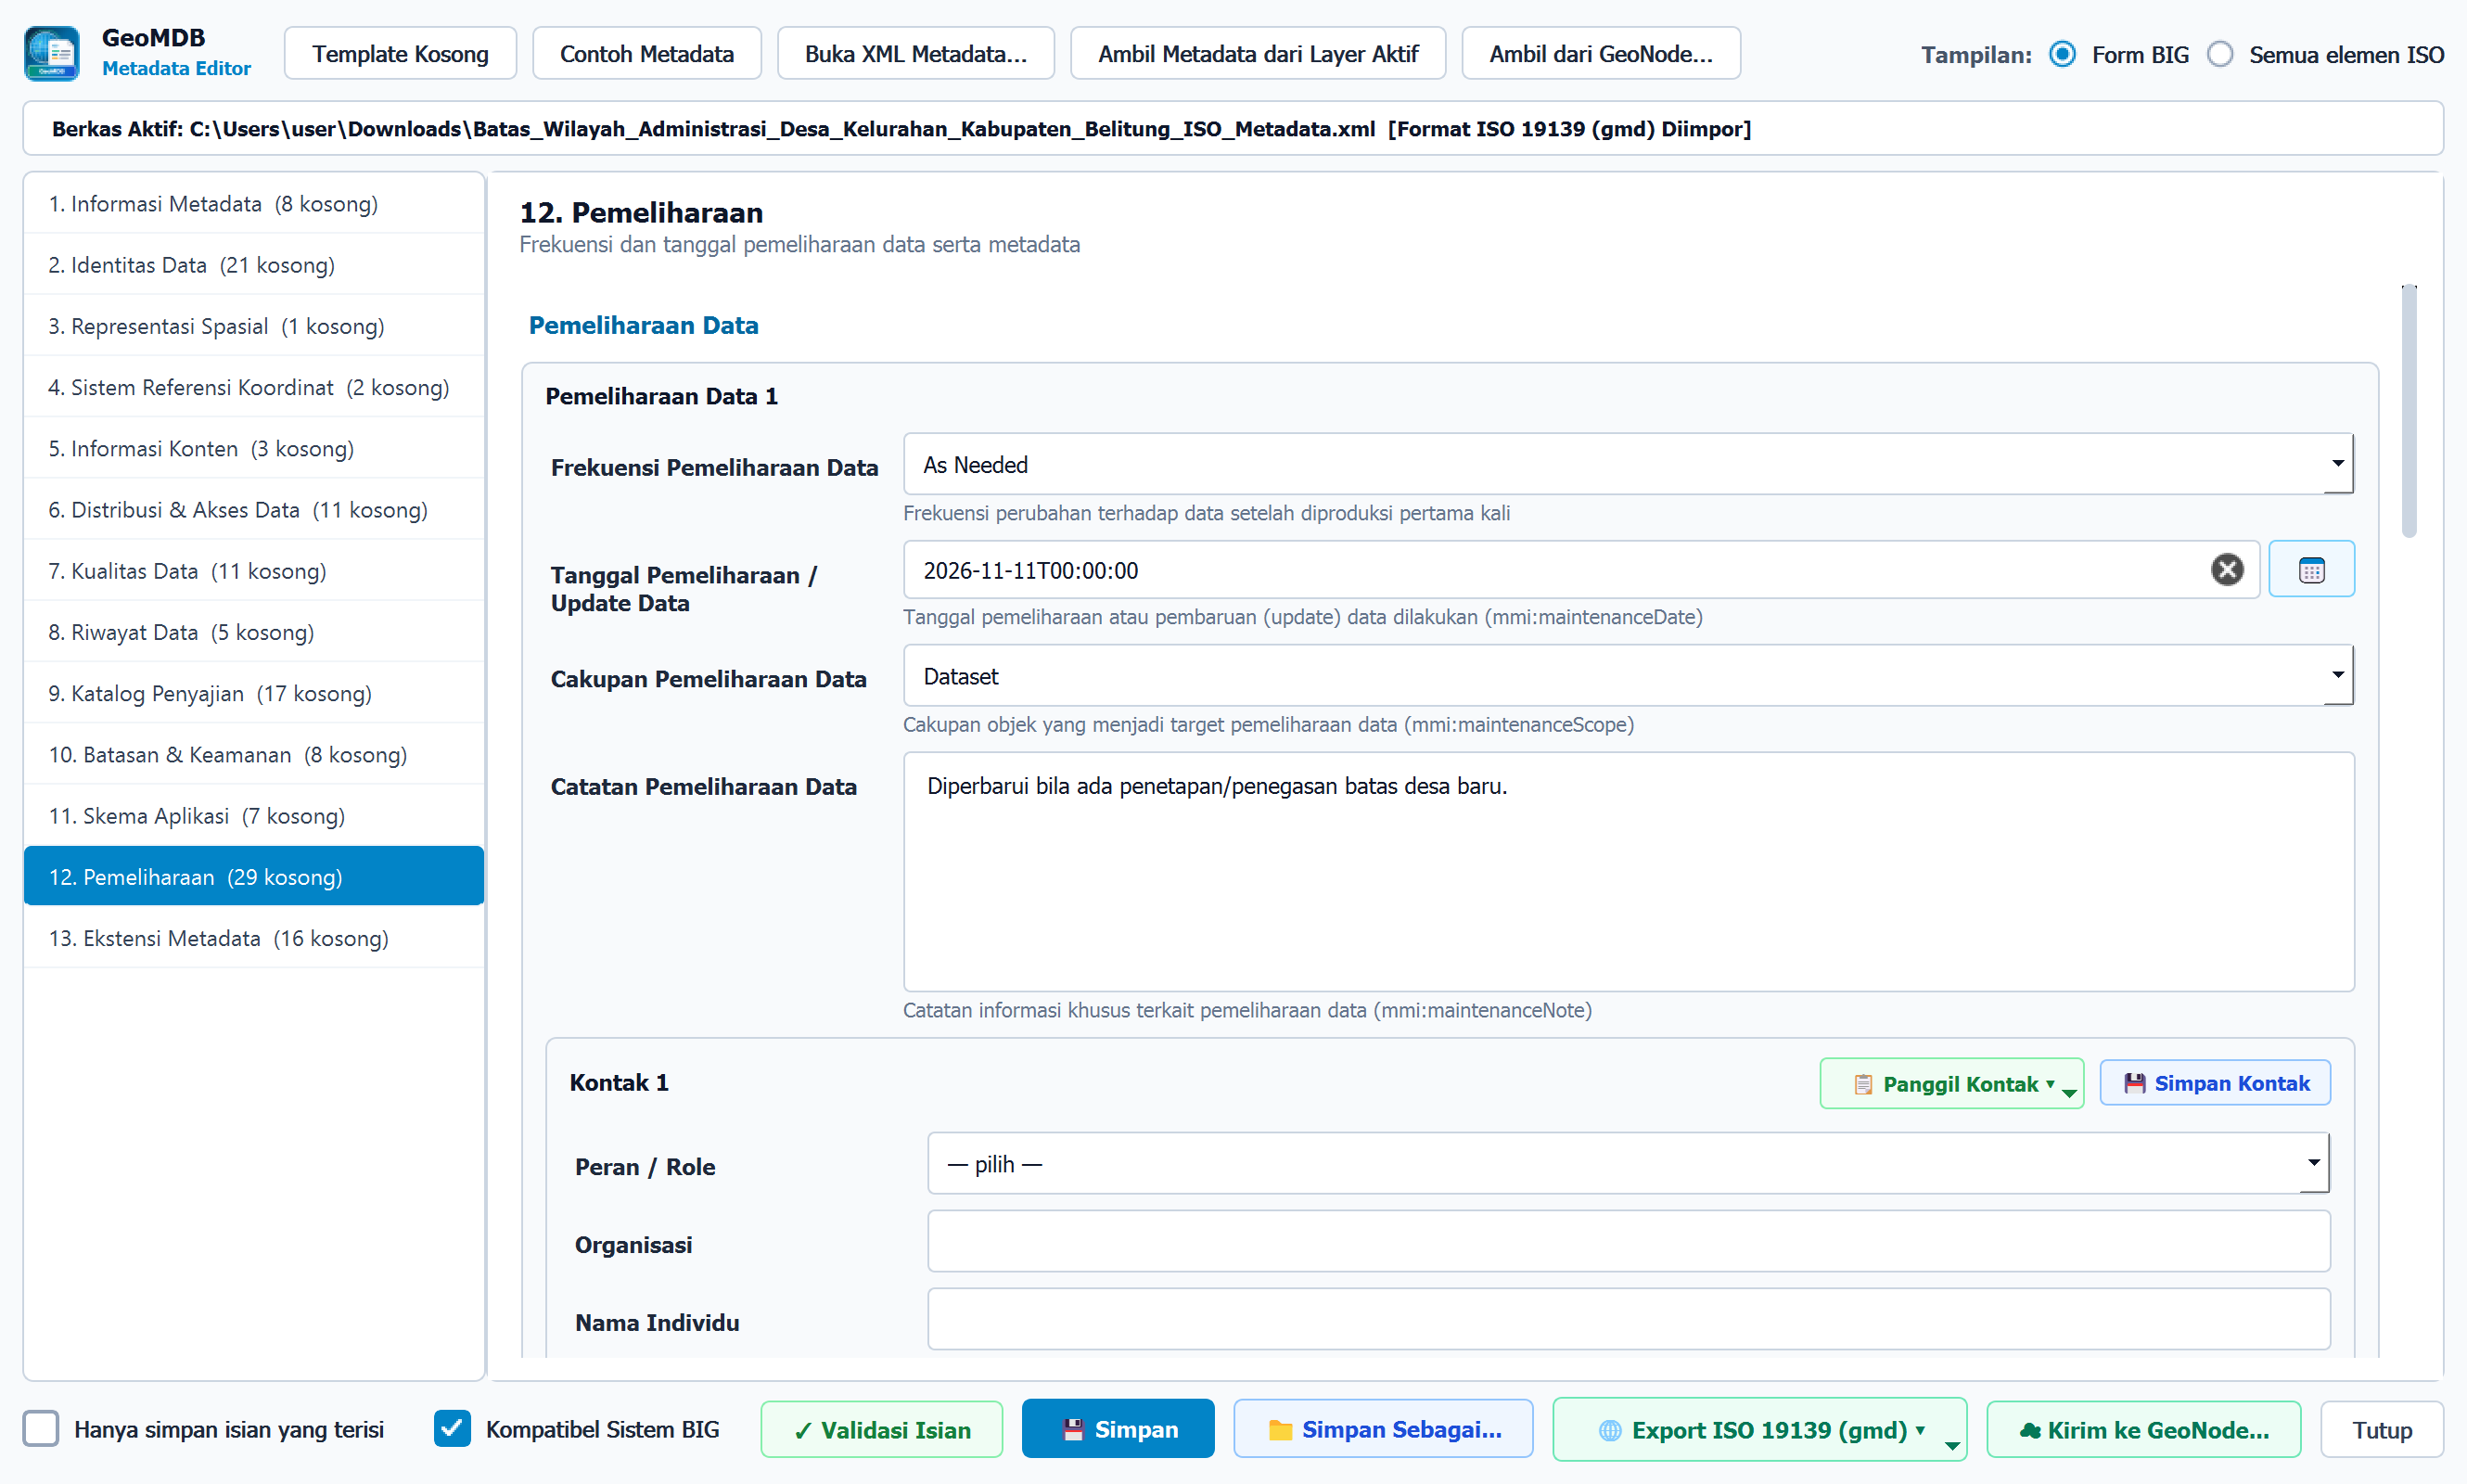 GeoMDB
Metadata Editor
Template Kosong
Contoh Metadata
Buka XML Metadata...
Ambil Metadata dari Layer Aktif
Ambil dari GeoNode...
Tampilan: Form BIG Semua elemen ISO
Berkas Aktif: C:\Users\user\Downloads\Batas_Wilayah_Administrasi_Desa_Kelurahan_Kabupaten_Belitung_ISO_Metadata.xml [Format ISO 19139 (gmd) Diimpor]
1. Informasi Metadata (8 kosong)
2. Identitas Data (21 kosong)
3. Representasi Spasial (1 kosong)
4. Sistem Referensi Koordinat (2 kosong)
5. Informasi Konten (3 kosong)
6. Distribusi & Akses Data (11 kosong)
7. Kualitas Data (11 kosong)
8. Riwayat Data (5 kosong)
9. Katalog Penyajian (17 kosong)
10. Batasan & Keamanan (8 kosong)
11. Skema Aplikasi (7 kosong)
12. Pemeliharaan (29 kosong)
13. Ekstensi Metadata (16 kosong)
12. Pemeliharaan
Frekuensi dan tanggal pemeliharaan data serta metadata
Pemeliharaan Data
Pemeliharaan Data 1
Frekuensi Pemeliharaan Data
As Needed
Frekuensi perubahan terhadap data setelah diproduksi pertama kali
Tanggal Pemeliharaan /
Update Data
2026-11-11T00:00:00
Tanggal pemeliharaan atau pembaruan (update) data dilakukan (mmi:maintenanceDate)
Cakupan Pemeliharaan Data
Dataset
Cakupan objek yang menjadi target pemeliharaan data (mmi:maintenanceScope)
Catatan Pemeliharaan Data
Diperbarui bila ada penetapan/penegasan batas desa baru.
Catatan informasi khusus terkait pemeliharaan data (mmi:maintenanceNote)
Kontak 1
Panggil Kontak ▾
Simpan Kontak
Peran / Role
— pilih —
Organisasi
Nama Individu
Hanya simpan isian yang terisi
Kompatibel Sistem BIG
✓ Validasi Isian
Simpan
Simpan Sebagai...
Export ISO 19139 (gmd) ▾
Kirim ke GeoNode...
Tutup